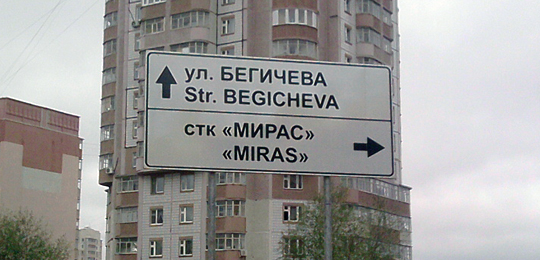 ул. БЕГИЧЕВА
Str. BEGICHEVA
стк «МИРАС»
«MIRAS»